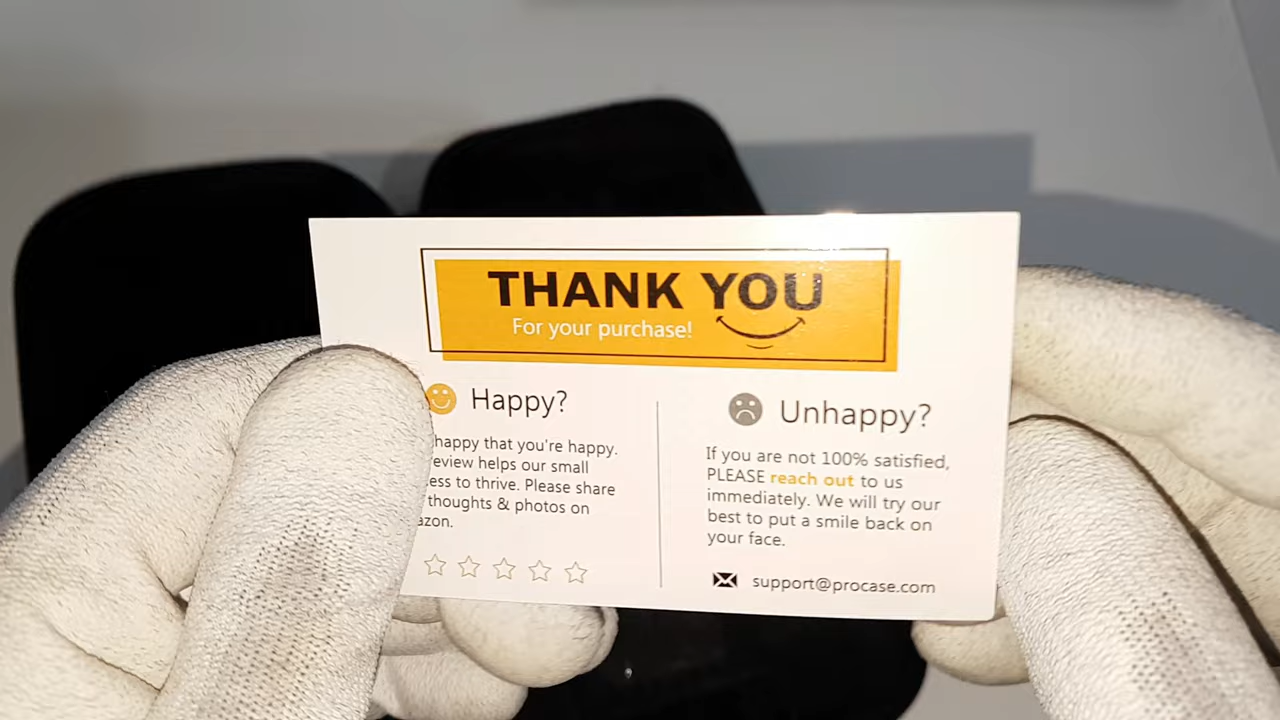 THANK YOU
For your purchase!
Happy?
happy that you're happy.
eview helps our small
ess to thrive. Please share
thoughts & photos on
azon.
Unhappy?
If you are not 100% satisfied,
PLEASE reach out to us
immediately. We will try our
best to put a smile back on
your face.
support@procase.com